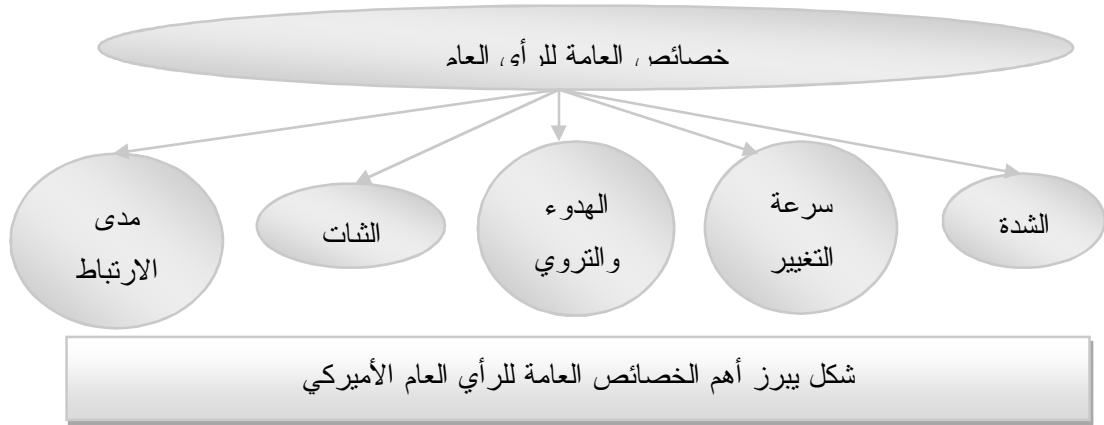 خصائص العامة للرأي العام
الشدة
سرعة
التغيير
الهدوء
والتروي
الثبات
مدى
الارتباط
شكل يبرز أهم الخصائص العامة للرأي العام الأميركي